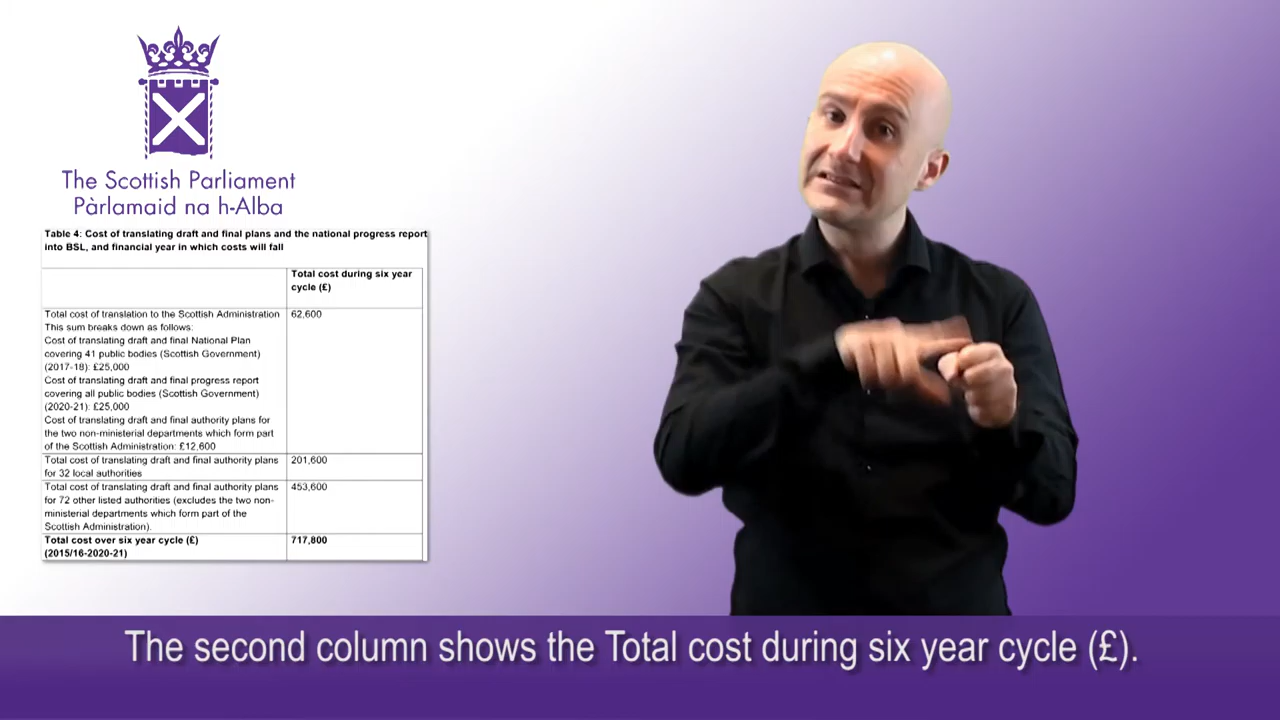 The Scottish Parliament
Pàrlamaid na h-Alba
Table 4: Cost of translating draft and final plans and the national progress report
into BSL, and financial year in which costs will fall
Total cost during six year
cycle (£)
Total cost of translation to the Scottish Administration 62,600
This sum breaks down as follows:
Cost of translating draft and final National Plan
covering 41 public bodies (Scottish Government)
(2017-18): £25,000
Cost of translating draft and final progress report
covering all public bodies (Scottish Government)
(2020-21): £25,000
Cost of translating draft and final authority plans for
the two non-ministerial departments which form part
of the Scottish Administration: £12,600
Total cost of translating draft and final authority plans 201,600
for 32 local authorities
Total cost of translating draft and final authority plans 453,600
for 72 other listed authorities (excludes the two non-
ministerial departments which form part of the
Scottish Administration).
Total cost over six year cycle (£) 717,800
(2015/16-2020-21)
The second column shows the Total cost during six year cycle (£).